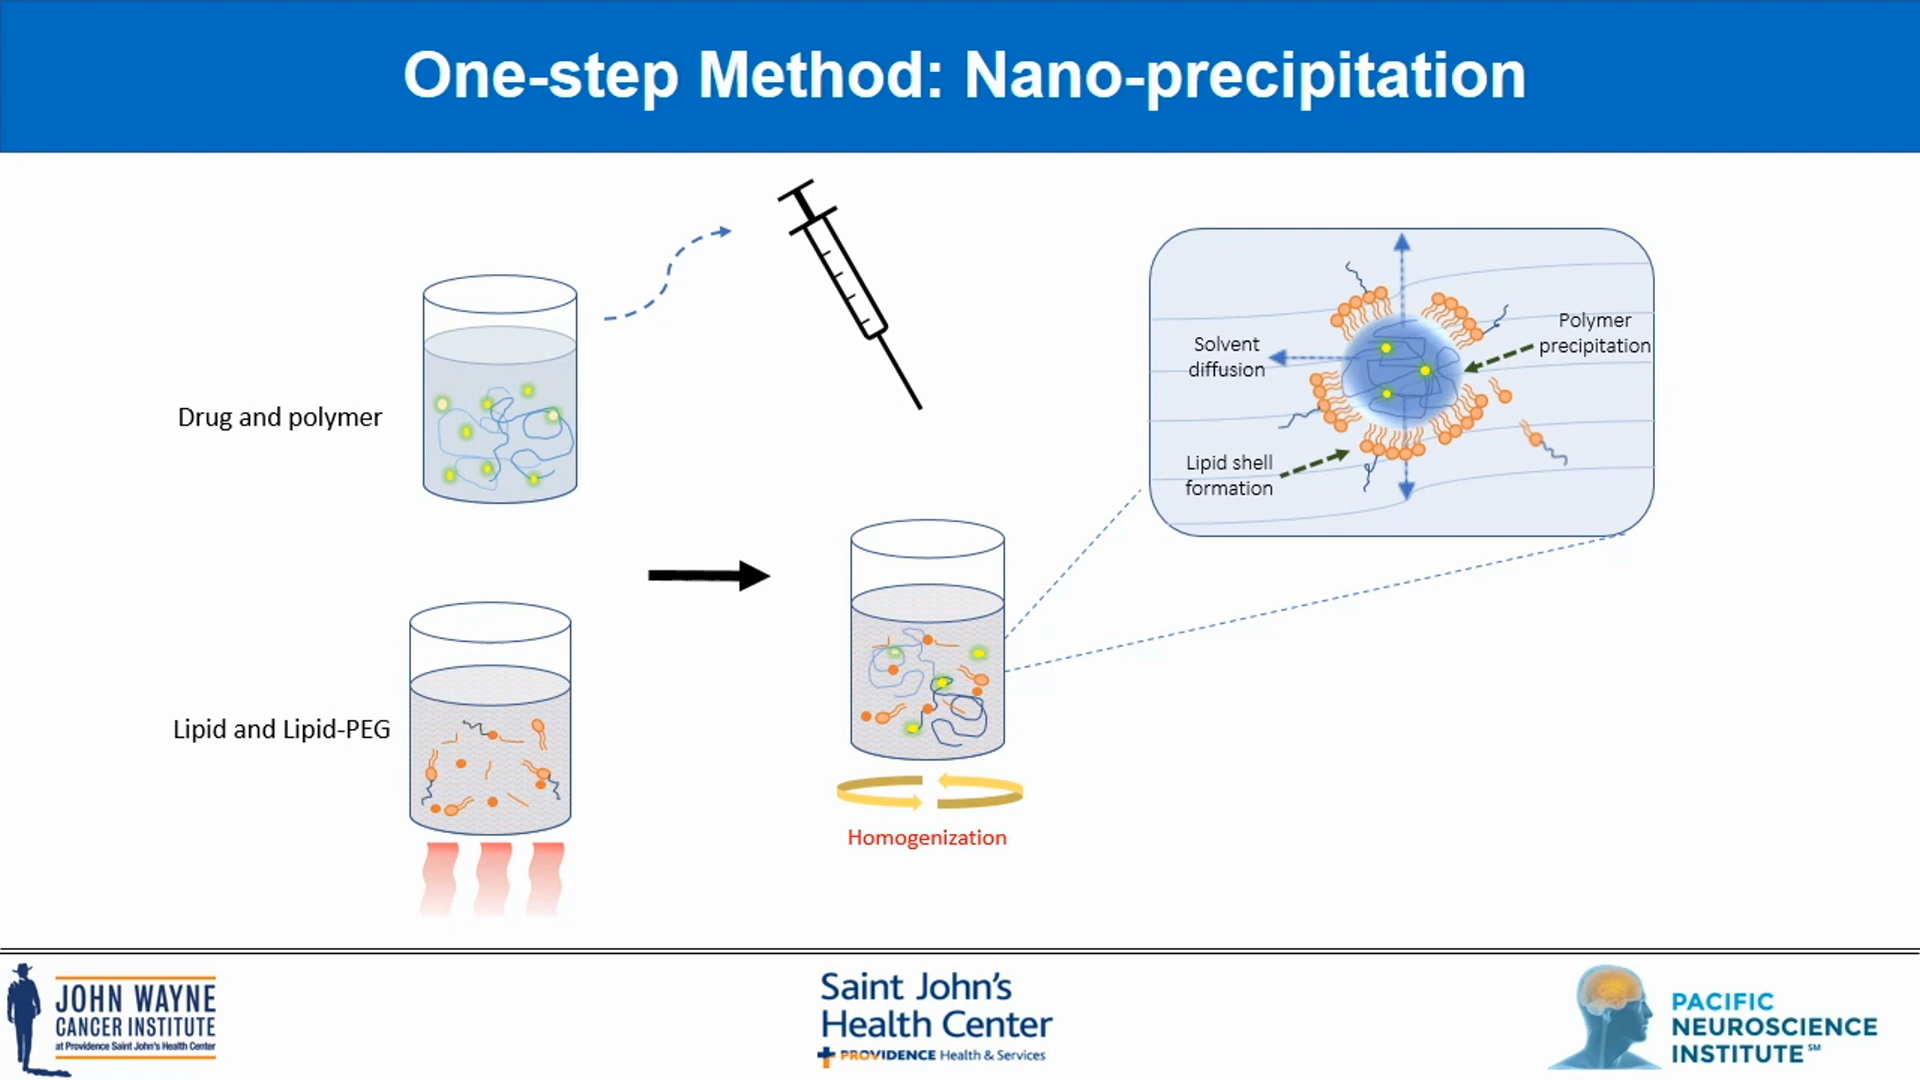 One-step Method: Nano-precipitation
Drug and polymer
Lipid and Lipid-PEG
Homogenization
Solvent
diffusion
Polymer
precipitation
Lipid shell
formation
JOHN WAYNE
CANCER INSTITUTE
at Providence Saint John's Health Center
Saint John's
Health Center
PROVIDENCE Health & Services
PACIFIC
NEUROSCIENCE
INSTITUTE℠